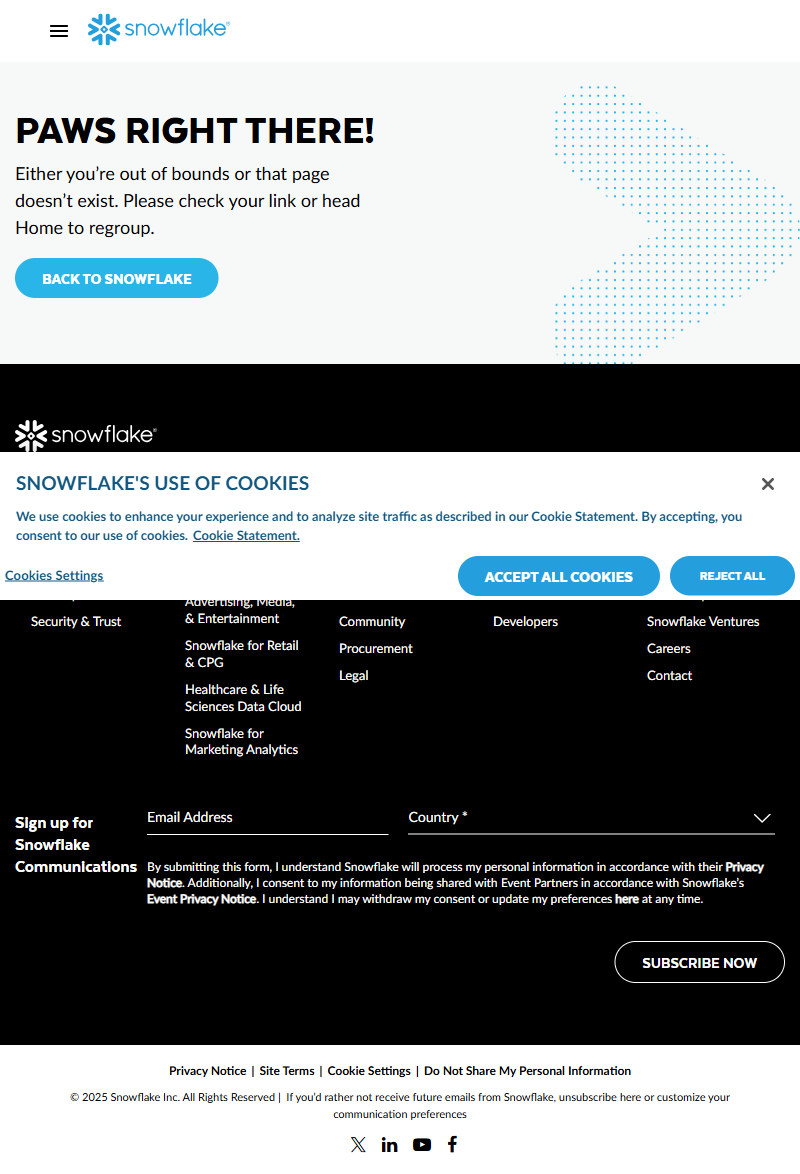 snowflake®
PAWS RIGHT THERE!
Either you’re out of bounds or that page
doesn’t exist. Please check your link or head
Home to regroup.
BACK TO SNOWFLAKE
snowflake®
SNOWFLAKE'S USE OF COOKIES
We use cookies to enhance your experience and to analyze site traffic as described in our Cookie Statement. By accepting, you
consent to our use of cookies. Cookie Statement.
Cookies Settings
ACCEPT ALL COOKIES
REJECT ALL
Security & Trust
Advertising, Media,
& Entertainment
Snowflake for Retail
& CPG
Healthcare & Life
Sciences Data Cloud
Snowflake for
Marketing Analytics
Community
Procurement
Legal
Developers
Snowflake Ventures
Careers
Contact
Sign up for
Snowflake
Communications
Email Address
Country *
By submitting this form, I understand Snowflake will process my personal information in accordance with their Privacy
Notice. Additionally, I consent to my information being shared with Event Partners in accordance with Snowflake’s
Event Privacy Notice. I understand I may withdraw my consent or update my preferences here at any time.
SUBSCRIBE NOW
Privacy Notice | Site Terms | Cookie Settings | Do Not Share My Personal Information
© 2025 Snowflake Inc. All Rights Reserved | If you’d rather not receive future emails from Snowflake, unsubscribe here or customize your
communication preferences